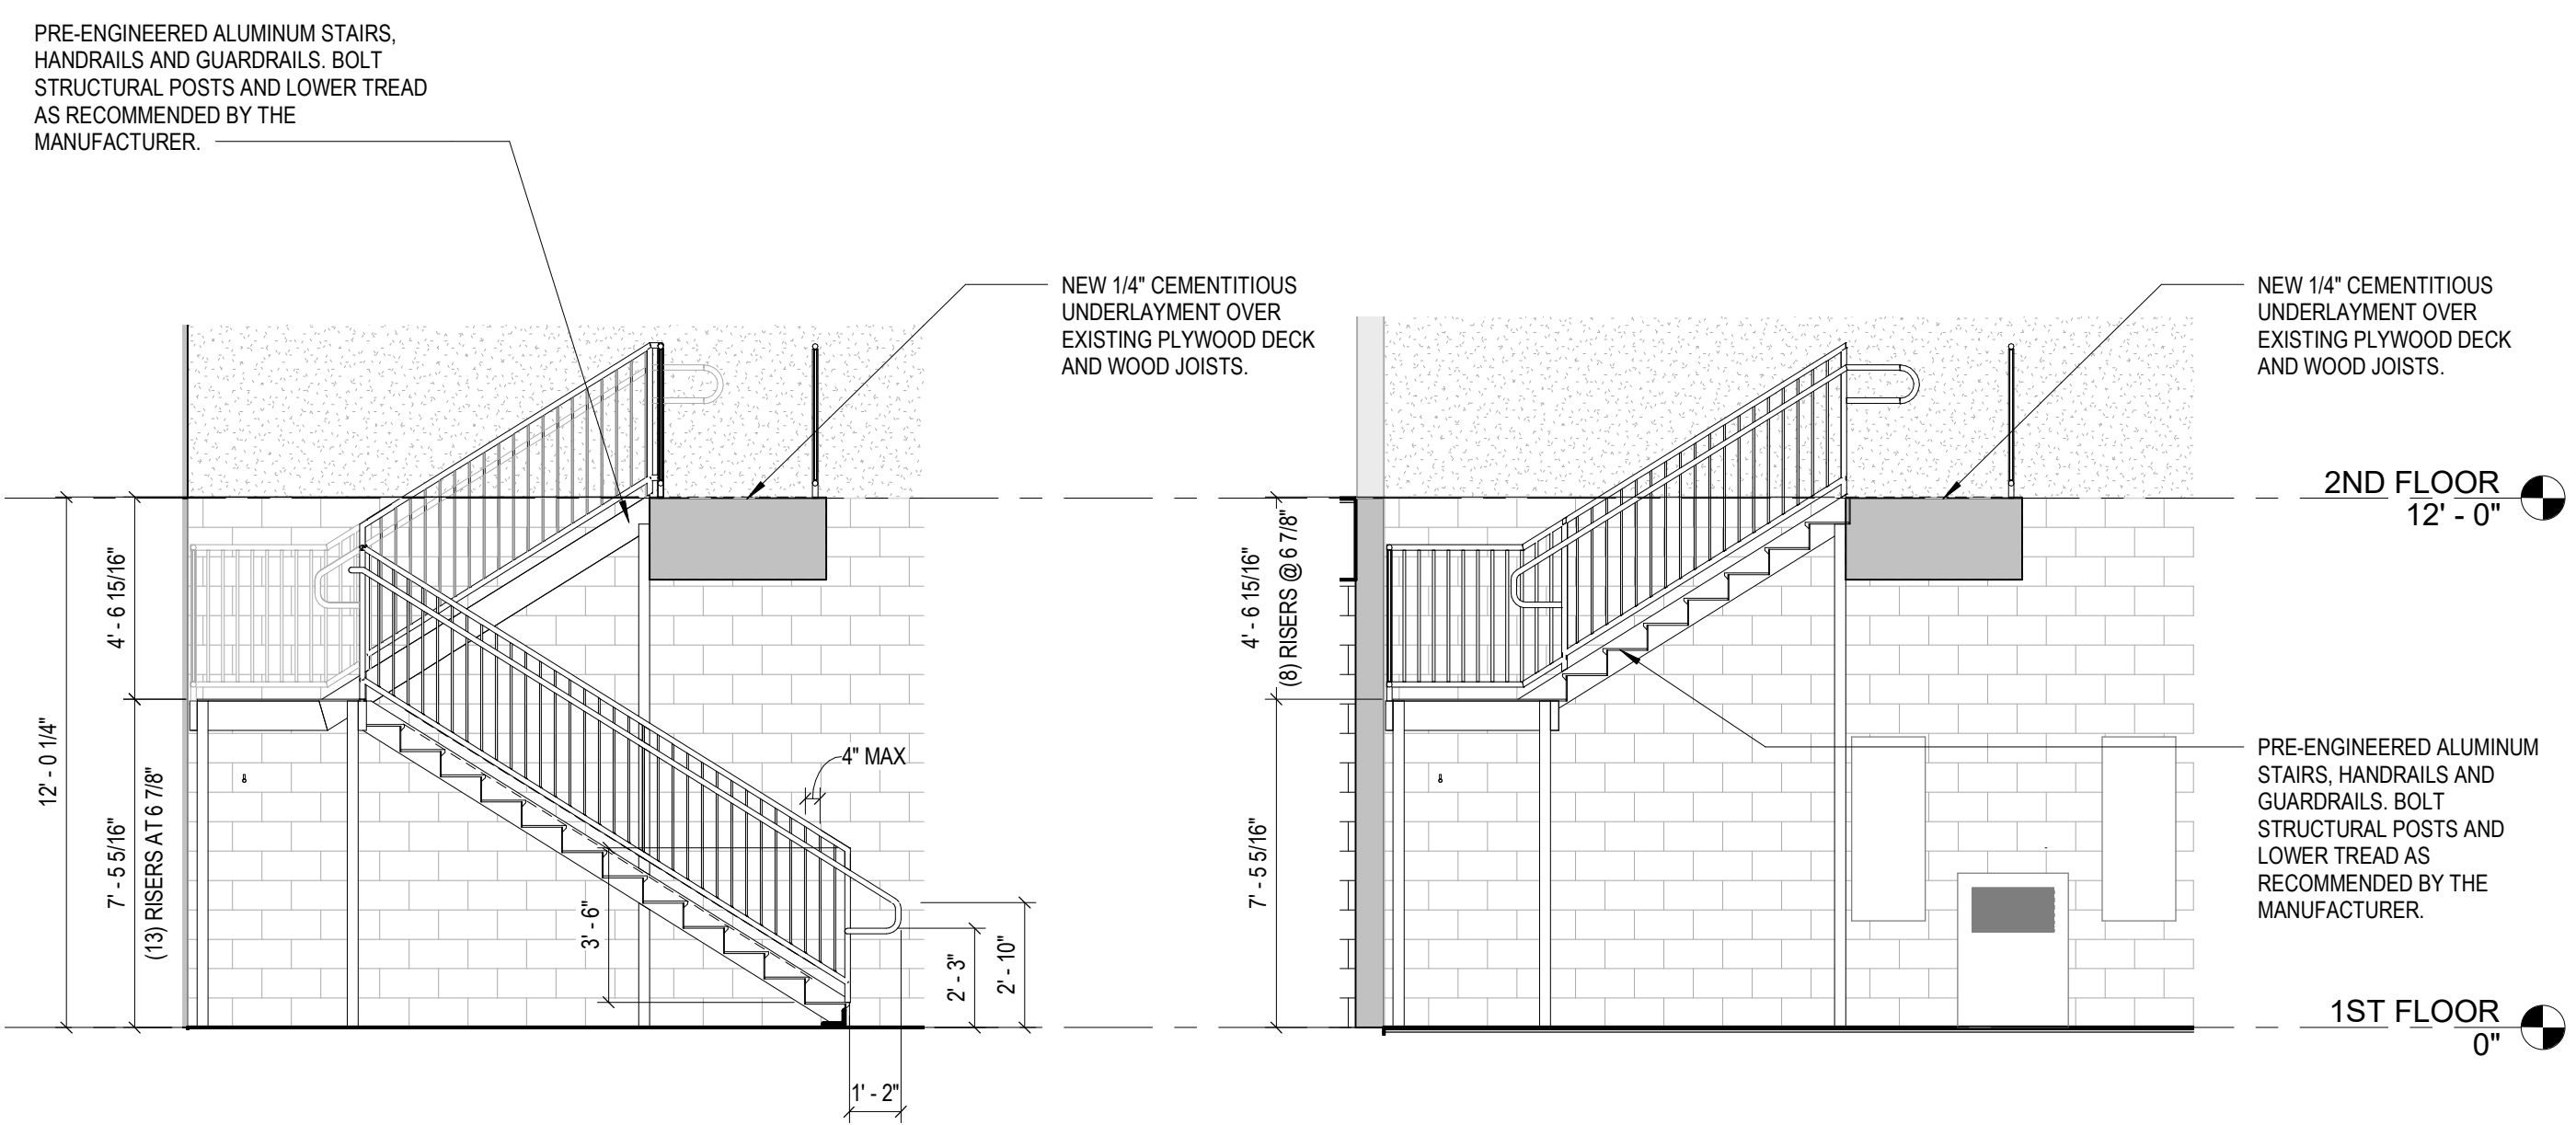 PRE-ENGINEERED ALUMINUM STAIRS,
HANDRAILS AND GUARDRAILS. BOLT
STRUCTURAL POSTS AND LOWER TREAD
AS RECOMMENDED BY THE
MANUFACTURER.
NEW 1/4" CEMENTITIOUS
UNDERLAYMENT OVER
EXISTING PLYWOOD DECK
AND WOOD JOISTS.
12' - 0 1/4"
4' - 6 15/16"
7' - 5 5/16"
(13) RISERS AT 6 7/8"
3' - 6"
4" MAX
2' - 3"
2' - 10"
1' - 2"
4' - 6 15/16"
(8) RISERS @ 6 7/8"
7' - 5 5/16"
NEW 1/4" CEMENTITIOUS
UNDERLAYMENT OVER
EXISTING PLYWOOD DECK
AND WOOD JOISTS.
2ND FLOOR
12' - 0"
PRE-ENGINEERED ALUMINUM
STAIRS, HANDRAILS AND
GUARDRAILS. BOLT
STRUCTURAL POSTS AND
LOWER TREAD AS
RECOMMENDED BY THE
MANUFACTURER.
1ST FLOOR
0"